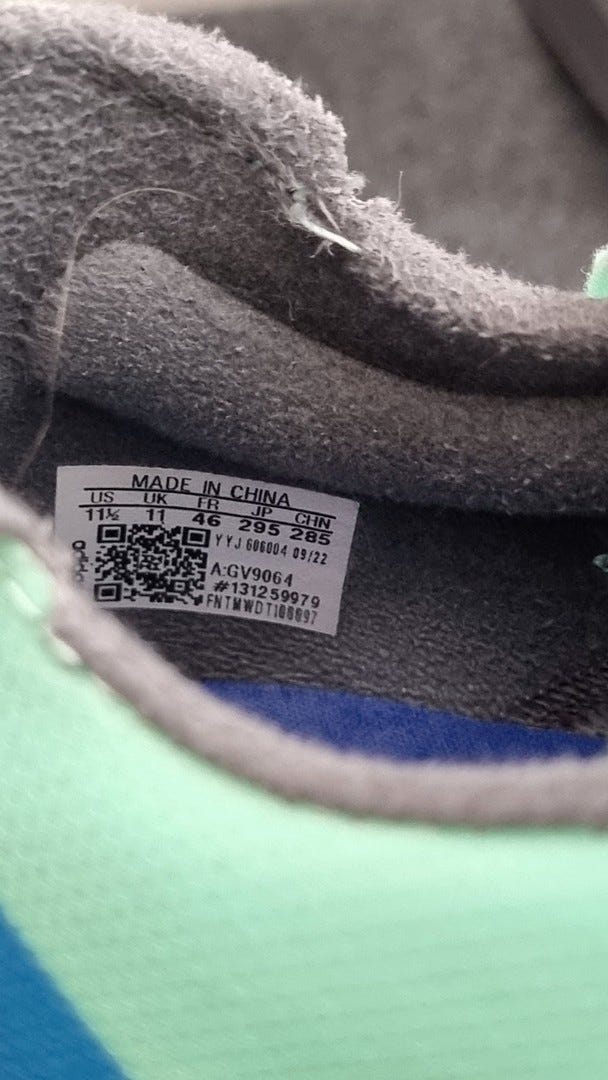 MADE IN CHINA
US UK FR JP CHN
11½ 11 46 295 285
adidas
YYJ 606004 09/22
A:GV9064
#131259979